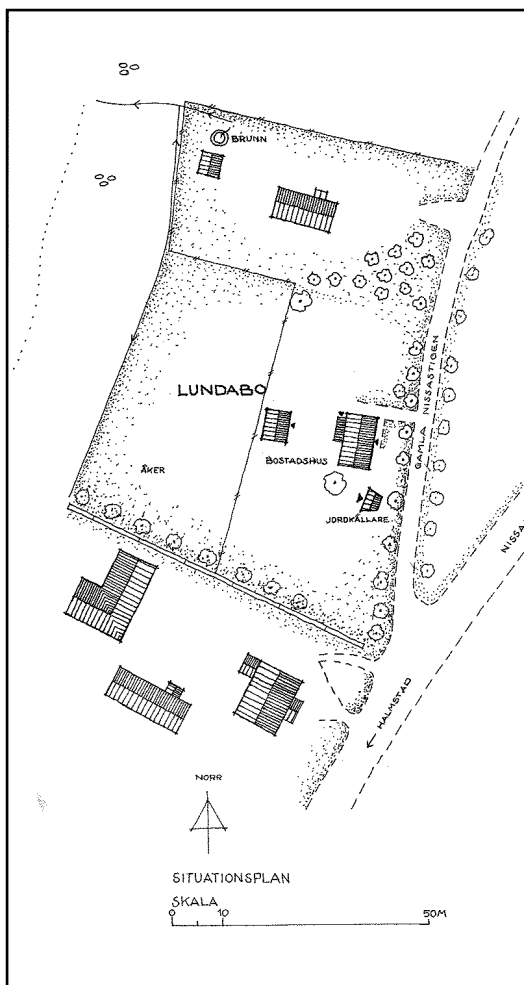 BRUNN
LUNDABO
GAMLA NISSASTIGEN
BOSTADSHUS
ÅKER
JORDKÄLLARE
NISSA
HALMSTAD
NORR
SITUATIONSPLAN
SKALA
0 10 50M